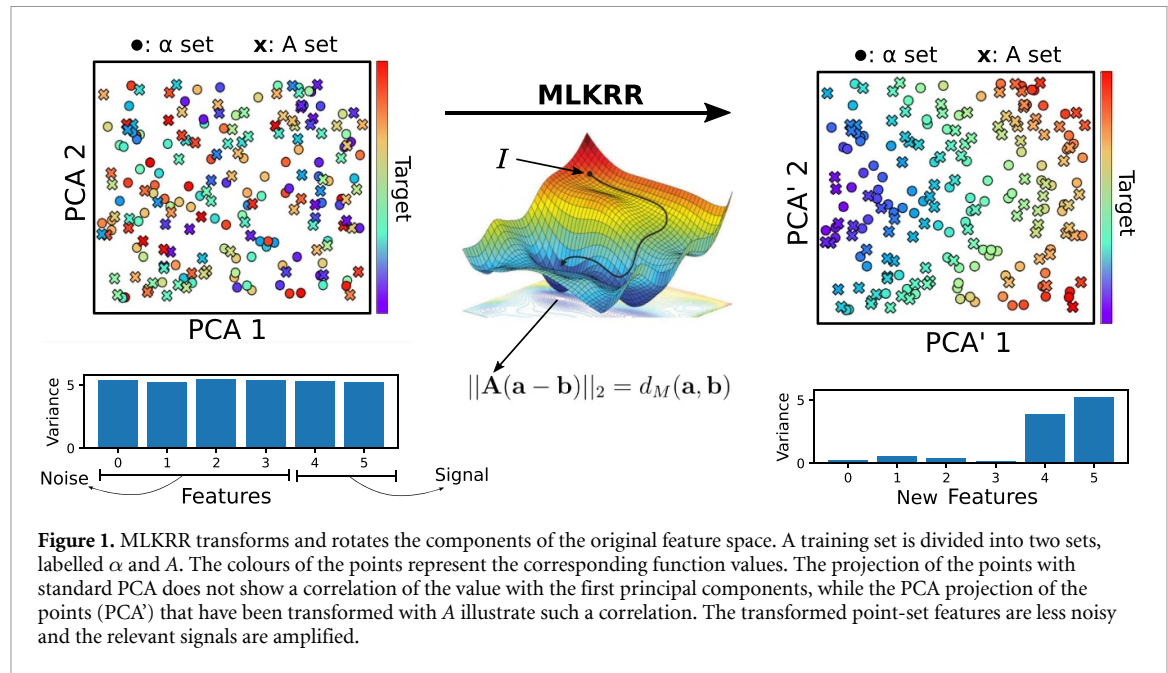 ●: α set x: A set
PCA 2
Target
PCA 1
MLKRR
I
||A(a − b)||₂ = d_M(a, b)
●: α set x: A set
PCA' 2
Target
PCA' 1
Variance
5
0
0 1 2 3 4 5
Noise
Features
Signal
Variance
5
0
0 1 2 3 4 5
New Features
Figure 1. MLKRR transforms and rotates the components of the original feature space. A training set is divided into two sets,
labelled α and A. The colours of the points represent the corresponding function values. The projection of the points with
standard PCA does not show a correlation of the value with the first principal components, while the PCA projection of the
points (PCA’) that have been transformed with A illustrate such a correlation. The transformed point-set features are less noisy
and the relevant signals are amplified.